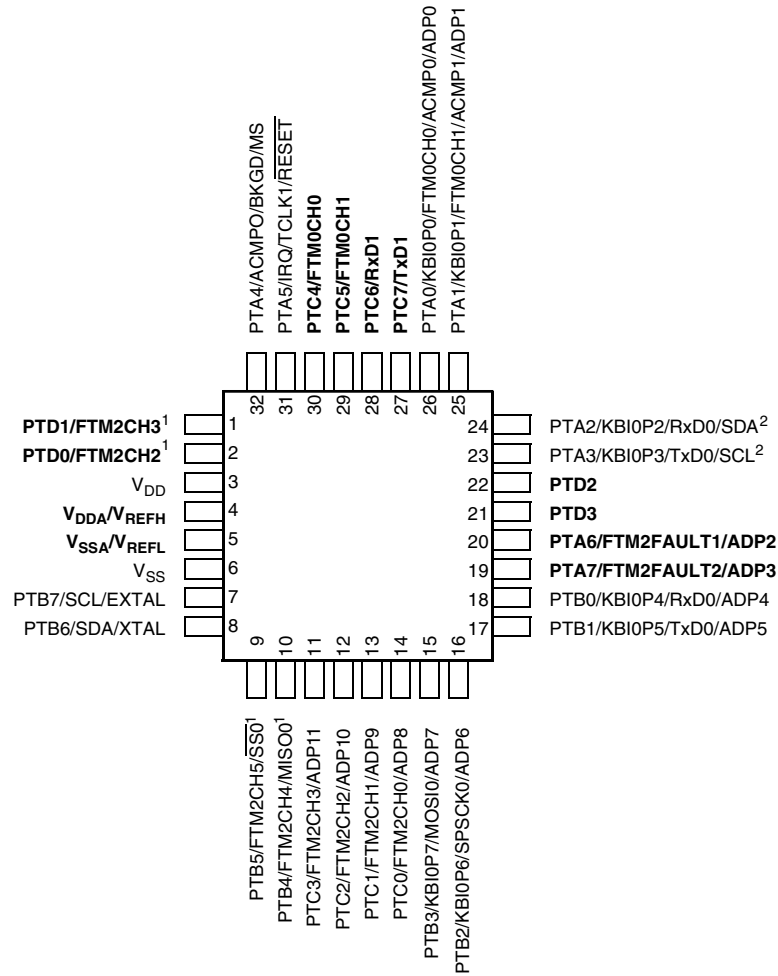 PTA4/ACMPO/BKGD/MS
PTA5/IRQ/TCLK1/RESET
PTC4/FTM0CH0
PTC5/FTM0CH1
PTC6/RxD1
PTC7/TxD1
PTA0/KBI0P0/FTM0CH0/ACMP0/ADP0
PTA1/KBI0P1/FTM0CH1/ACMP1/ADP1
32
31
30
29
28
27
26
25
PTD1/FTM2CH3¹ 1
PTD0/FTM2CH2¹ 2
VDD 3
VDDA/VREFH 4
VSSA/VREFL 5
VSS 6
PTB7/SCL/EXTAL 7
PTB6/SDA/XTAL 8
24 PTA2/KBI0P2/RxD0/SDA²
23 PTA3/KBI0P3/TxD0/SCL²
22 PTD2
21 PTD3
20 PTA6/FTM2FAULT1/ADP2
19 PTA7/FTM2FAULT2/ADP3
18 PTB0/KBI0P4/RxD0/ADP4
17 PTB1/KBI0P5/TxD0/ADP5
9
10
11
12
13
14
15
16
PTB5/FTM2CH5/SS0¹
PTB4/FTM2CH4/MISO0¹
PTC3/FTM2CH3/ADP11
PTC2/FTM2CH2/ADP10
PTC1/FTM2CH1/ADP9
PTC0/FTM2CH0/ADP8
PTB3/KBI0P7/MOSI0/ADP7
PTB2/KBI0P6/SPSCK0/ADP6